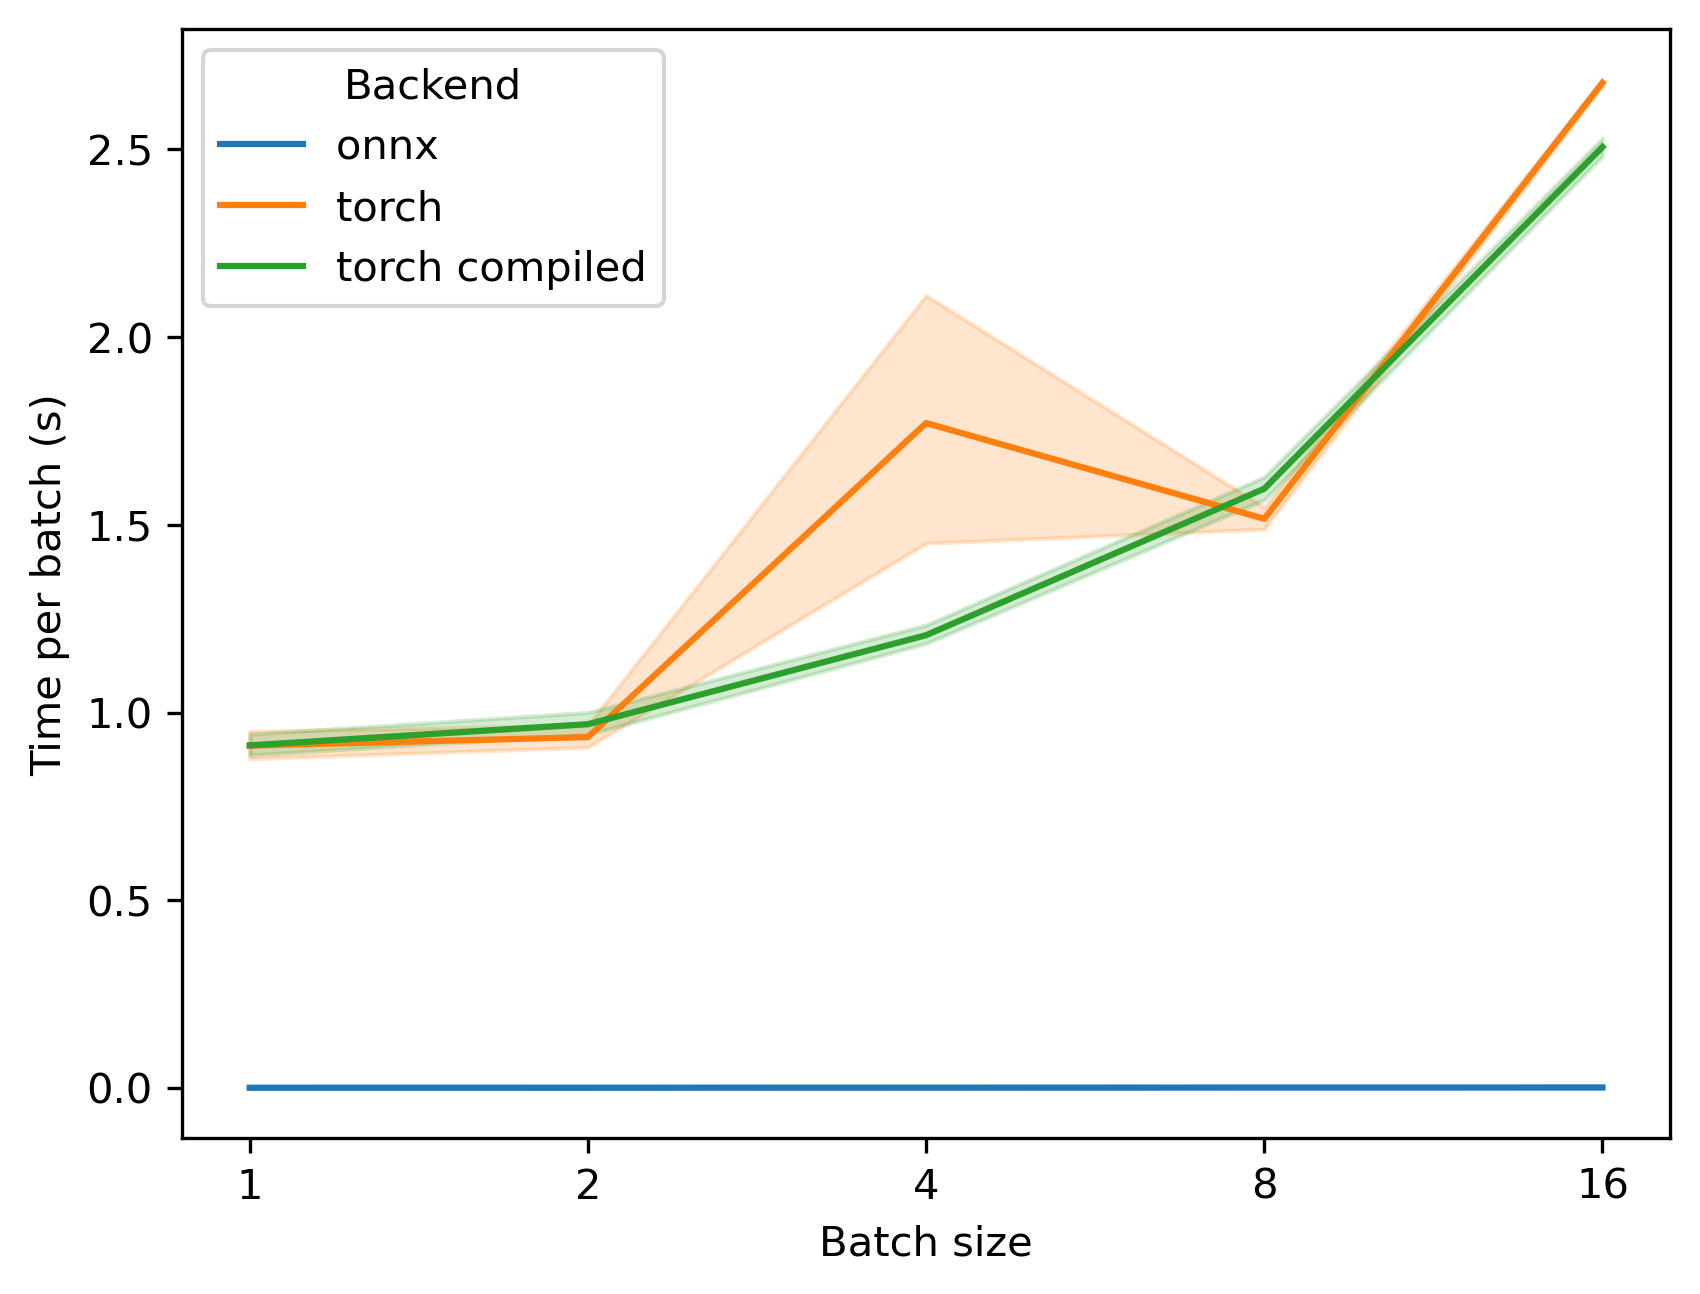 Backend
onnx
torch
torch compiled
Time per batch (s)
2.5
2.0
1.5
1.0
0.5
0.0
1 2 4 8 16
Batch size